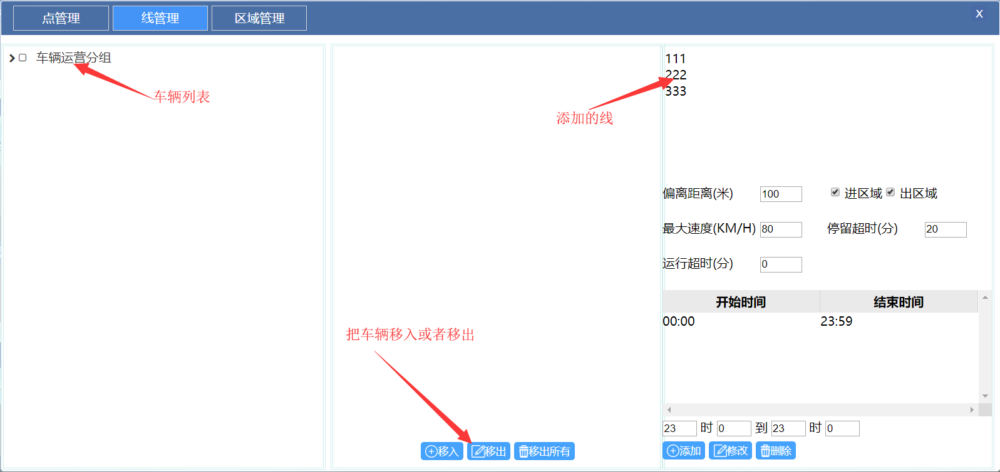 点管理 线管理 区域管理 X
车辆运营分组
车辆列表
111
222
333
添加的线
偏离距离(米) 100 进区域 出区域
最大速度(KM/H) 80 停留超时(分) 20
运行超时(分) 0
开始时间 结束时间
00:00 23:59
把车辆移入或者移出
23 时 0 到 23 时 0
移入 移出 移出所有
添加 修改 删除